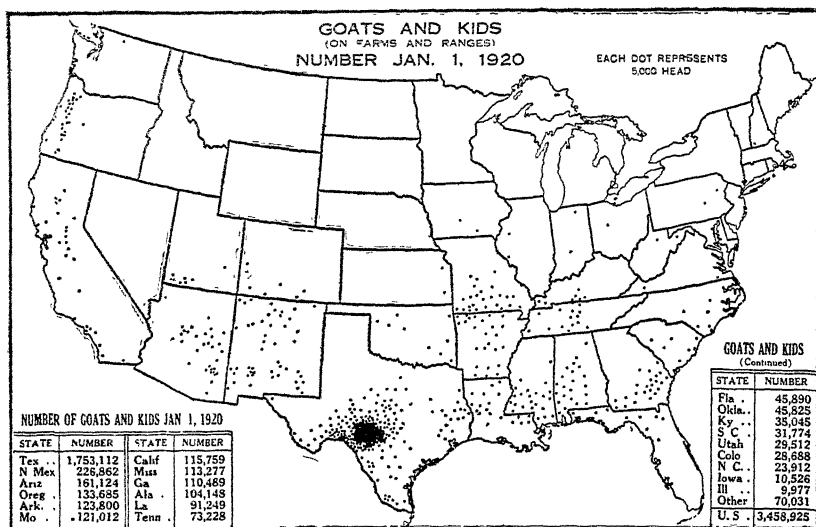 GOATS AND KIDS
(ON FARMS AND RANGES)
NUMBER JAN. 1, 1920
EACH DOT REPRESENTS
5,000 HEAD
NUMBER OF GOATS AND KIDS JAN 1, 1920
STATE NUMBER STATE NUMBER
Tex .. 1,753,112 Calif 115,759
N Mex 226,862 Miss 113,277
Ariz 161,124 Ga 110,489
Oreg . 133,685 Ala . 104,148
Ark. . 123,800 La 91,249
Mo . 121,012 Tenn . 73,228
GOATS AND KIDS
(Continued)
STATE NUMBER
Fla . 45,890
Okla.. 45,825
Ky .. 35,045
S C . 31,774
Utah 29,512
Colo 28,688
N C.. 23,912
Iowa . 10,526
Ill . 9,977
Other 70,031
U. S . 3,458,925